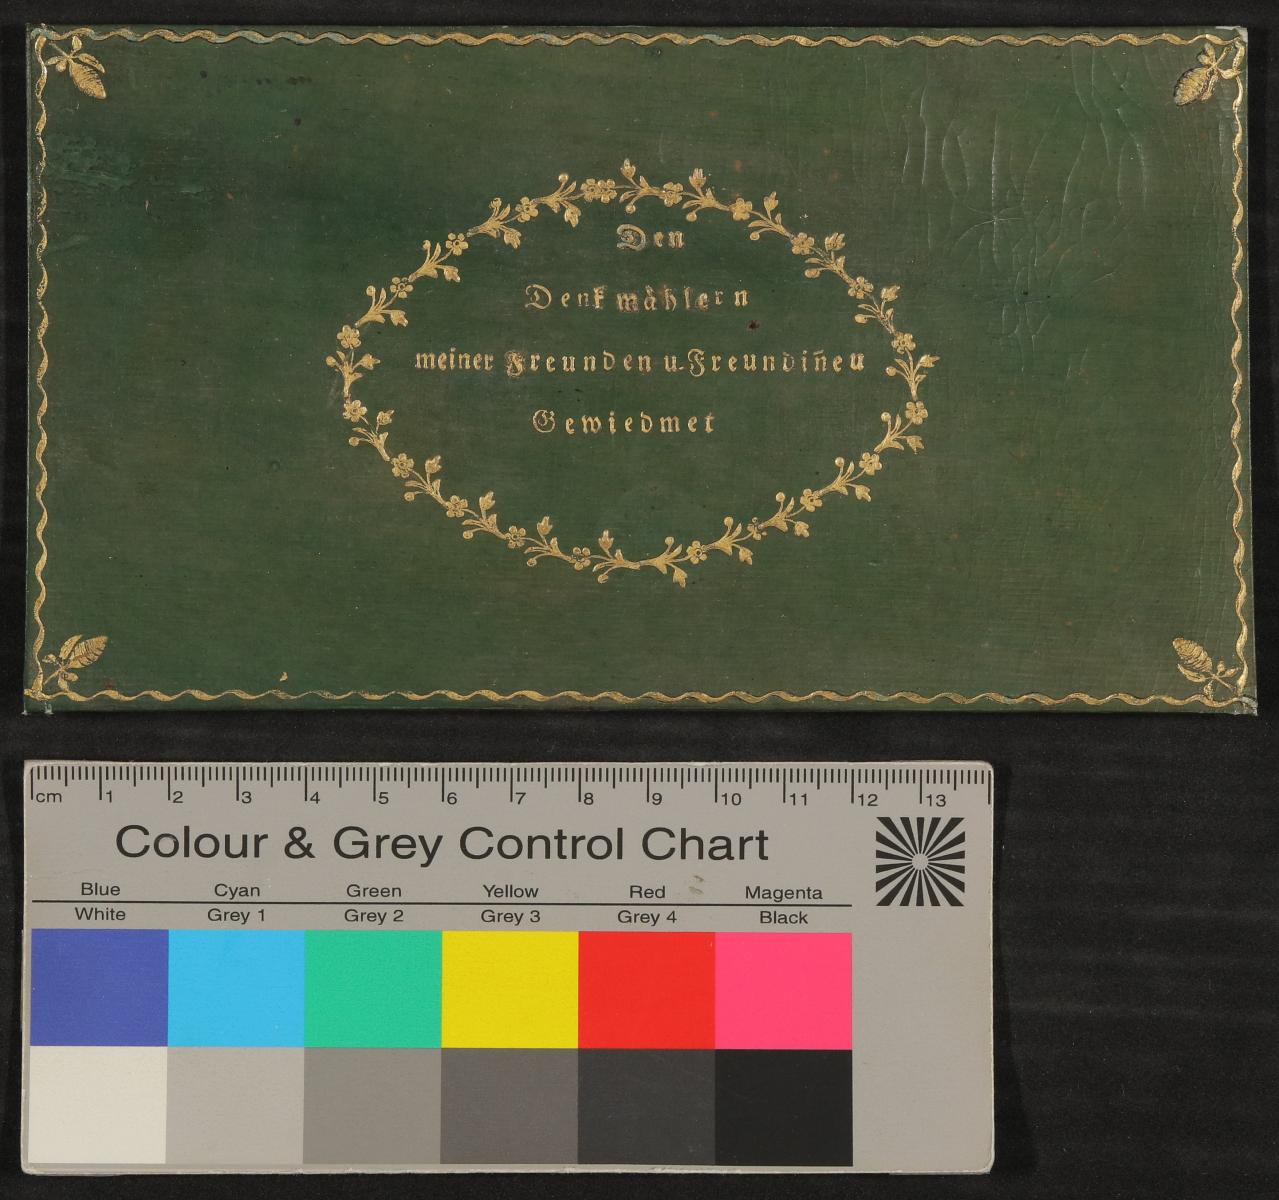 Den
Denkmählern
meiner Freunden u. Freundiñeu
Gewiedmet
cm 1 2 3 4 5 6 7 8 9 10 11 12 13
Colour & Grey Control Chart
Blue Cyan Green Yellow Red Magenta
White Grey 1 Grey 2 Grey 3 Grey 4 Black